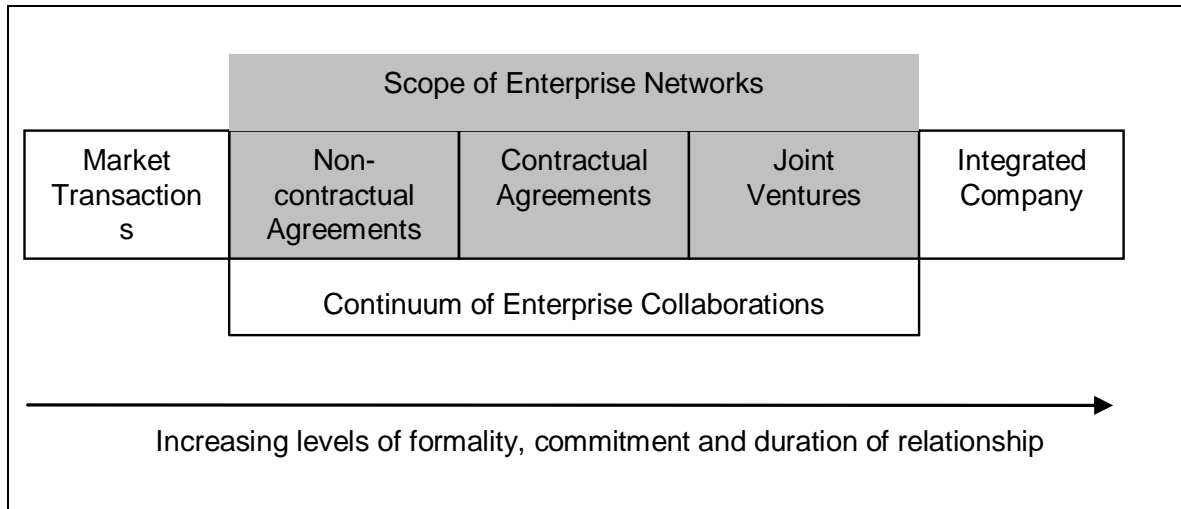 Scope of Enterprise Networks
Market
Transaction
s
Non-
contractual
Agreements
Contractual
Agreements
Joint
Ventures
Integrated
Company
Continuum of Enterprise Collaborations
Increasing levels of formality, commitment and duration of relationship